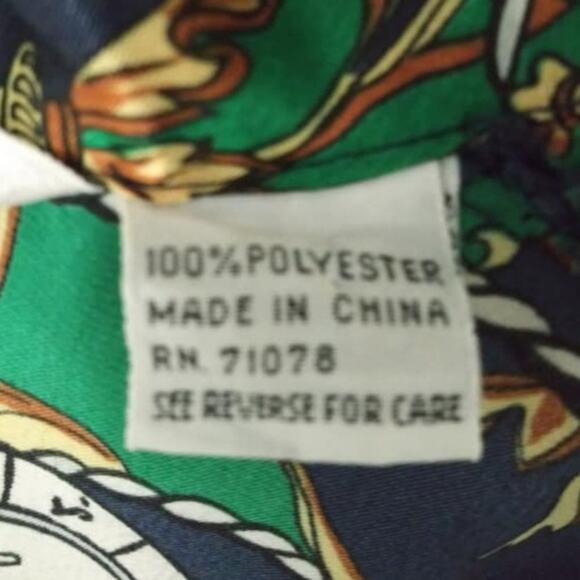 100% POLYESTER
MADE IN CHINA
RN. 71078
SEE REVERSE FOR CARE
S.